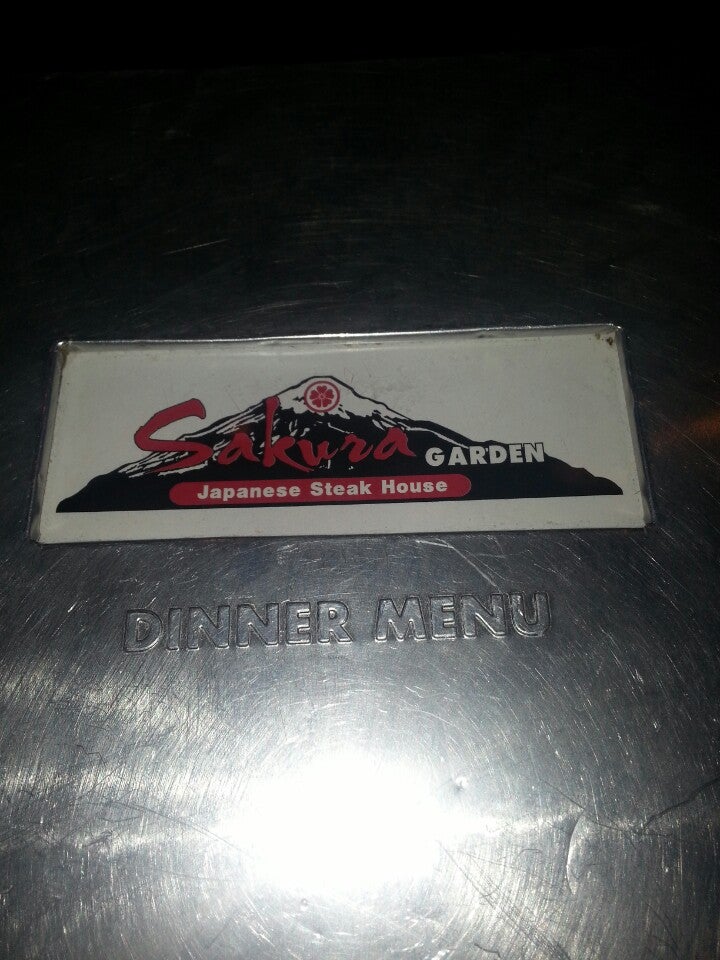 Sakura GARDEN
Japanese Steak House
DINNER MENU